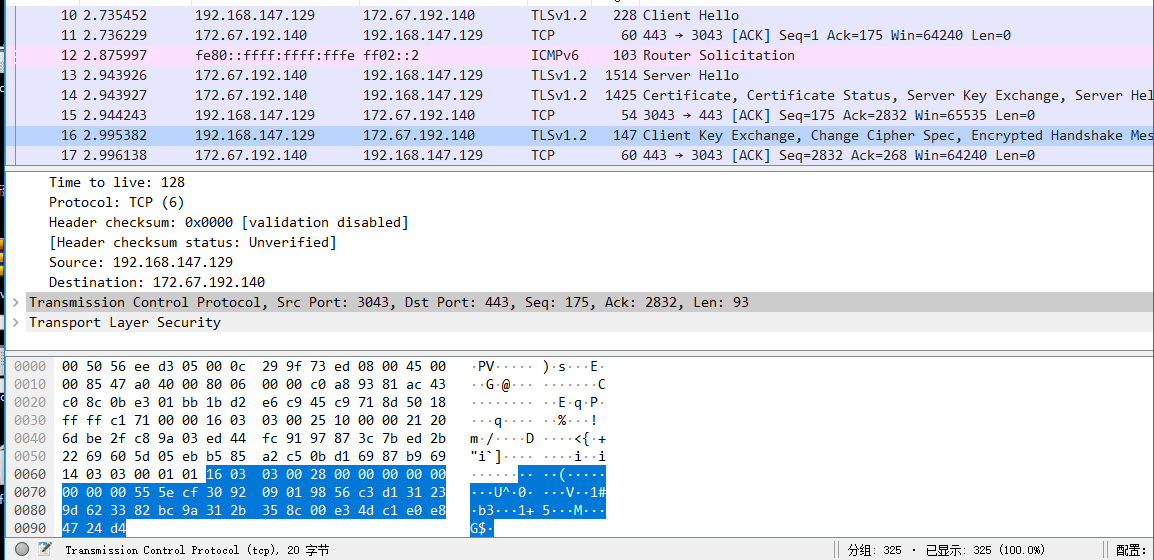 10 2.735452 192.168.147.129 172.67.192.140 TLSv1.2 228 Client Hello
11 2.736229 172.67.192.140 192.168.147.129 TCP 60 443 → 3043 [ACK] Seq=1 Ack=175 Win=64240 Len=0
12 2.875997 fe80::ffff:ffff:fffe ff02::2 ICMPv6 103 Router Solicitation
13 2.943926 172.67.192.140 192.168.147.129 TLSv1.2 1514 Server Hello
14 2.943927 172.67.192.140 192.168.147.129 TLSv1.2 1425 Certificate, Certificate Status, Server Key Exchange, Server Hel
15 2.944243 192.168.147.129 172.67.192.140 TCP 54 3043 → 443 [ACK] Seq=175 Ack=2832 Win=65535 Len=0
16 2.995382 192.168.147.129 172.67.192.140 TLSv1.2 147 Client Key Exchange, Change Cipher Spec, Encrypted Handshake Mes
17 2.996138 172.67.192.140 192.168.147.129 TCP 60 443 → 3043 [ACK] Seq=2832 Ack=268 Win=64240 Len=0
Time to live: 128
Protocol: TCP (6)
Header checksum: 0x0000 [validation disabled]
[Header checksum status: Unverified]
Source: 192.168.147.129
Destination: 172.67.192.140
Transmission Control Protocol, Src Port: 3043, Dst Port: 443, Seq: 175, Ack: 2832, Len: 93
Transport Layer Security
0000 00 50 56 ee d3 05 00 0c 29 9f 73 ed 08 00 45 00 ·PV····· )·s···E·
0010 00 85 47 a0 40 00 80 06 00 00 c0 a8 93 81 ac 43 ··G·@··· ·······C
0020 c0 8c 0b e3 01 bb 1b d2 e6 c9 45 c9 71 8d 50 18 ········ ··E·q·P·
0030 ff ff c1 71 00 00 16 03 03 00 25 10 00 00 21 20 ···q···· ··%···! 
0040 6d be 2f c8 9a 03 ed 44 fc 91 97 87 3c 7b ed 2b m·/····D ····<{·+
0050 22 69 60 5d 05 eb b5 85 a2 c5 0b d1 69 87 b9 69 "i`]···· ····i··i
0060 14 03 03 00 01 01 16 03 03 00 28 00 00 00 00 00 ········ ··(·····
0070 00 00 00 55 5e cf 30 92 09 01 98 56 c3 d1 31 23 ···U^·0· ···V··1#
0080 9d 62 33 82 bc 9a 31 2b 35 8c 00 e3 4d c1 e0 e8 ·b3···1+ 5···M···
0090 47 24 d4 G$·
Transmission Control Protocol (tcp), 20 字节 分组: 325 · 已显示: 325 (100.0%) 配置: